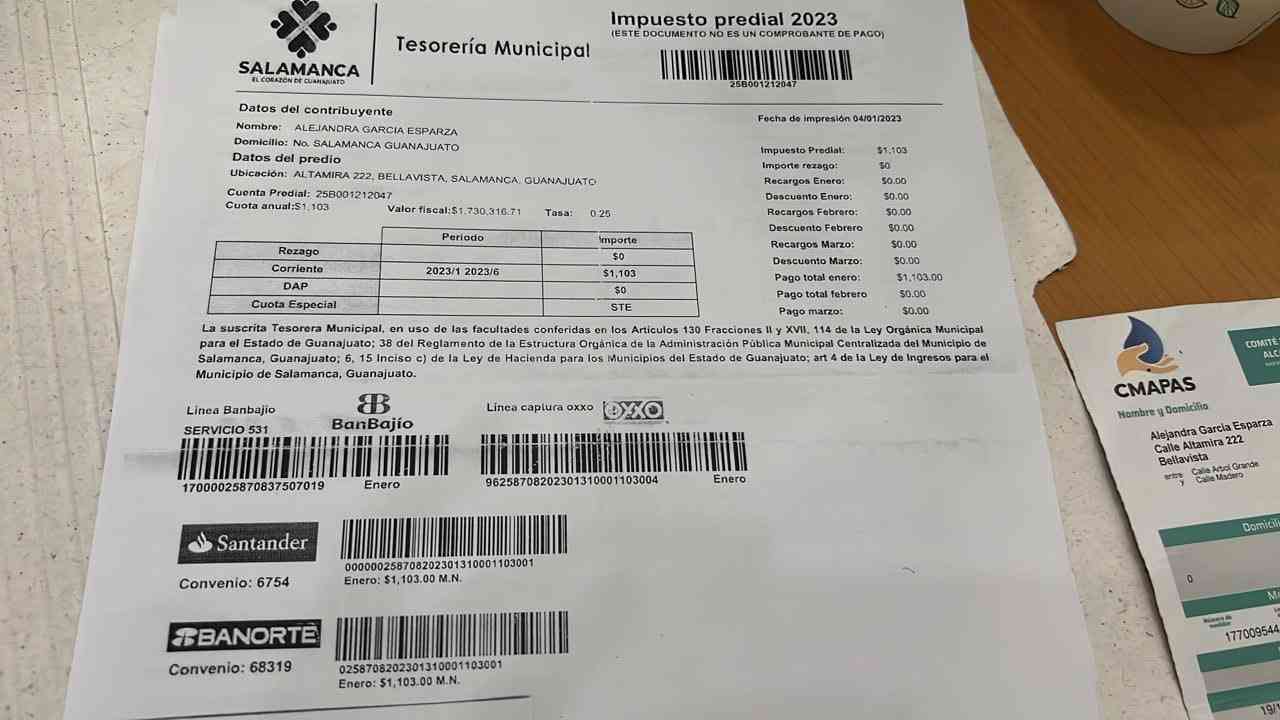 SALAMANCA
EL CORAZÓN DE GUANAJUATO
Tesorería Municipal
Impuesto predial 2023
(ESTE DOCUMENTO NO ES UN COMPROBANTE DE PAGO)
25B001212047
Datos del contribuyente
Nombre: ALEJANDRA GARCIA ESPARZA
Domicilio: No. SALAMANCA GUANAJUATO
Datos del predio
Ubicación: ALTAMIRA 222, BELLAVISTA, SALAMANCA, GUANAJUATO
Cuenta Predial: 25B001212047
Cuota anual:$1,103 Valor fiscal:$1,730,316.71 Tasa: 0.25
Fecha de impresión 04/01/2023
Impuesto Predial: $1,103
Importe rezago: $0
Recargos Enero: $0.00
Descuento Enero: $0.00
Recargos Febrero: $0.00
Descuento Febrero $0.00
Recargos Marzo: $0.00
Descuento Marzo: $0.00
Pago total enero: $1,103.00
Pago total febrero $0.00
Pago marzo: $0.00
Periodo Importe
Rezago $0
Corriente 2023/1 2023/6 $1,103
DAP $0
Cuota Especial STE
La suscrita Tesorera Municipal, en uso de las facultades conferidas en los Artículos 130 Fracciones II y XVII, 114 de la Ley Orgánica Municipal
para el Estado de Guanajuato; 38 del Reglamento de la Estructura Orgánica de la Administración Pública Municipal Centralizada del Municipio de
Salamanca, Guanajuato; 6, 15 Inciso c) de la Ley de Hacienda para los Municipios del Estado de Guanajuato; art 4 de la Ley de Ingresos para el
Municipio de Salamanca, Guanajuato.
Linea Banbajio
SERVICIO 531
BanBajío
17000025870837507019 Enero
Linea captura oxxo OXXO
96258708202301310001103004 Enero
Santander
Convenio: 6754
000000258708202301310001103001
Enero: $1,103.00 M.N.
BANORTE
Convenio: 68319
0258708202301310001103001
Enero: $1,103.00 M.N.
CMAPAS
COMITÉ
Nombre y Domicilio
Alejandra Garcia Esparza
Calle Altamira 222
Bellavista
entre Calle Arbol Grande
y Calle Madero
0
Número de
medidor
177009544